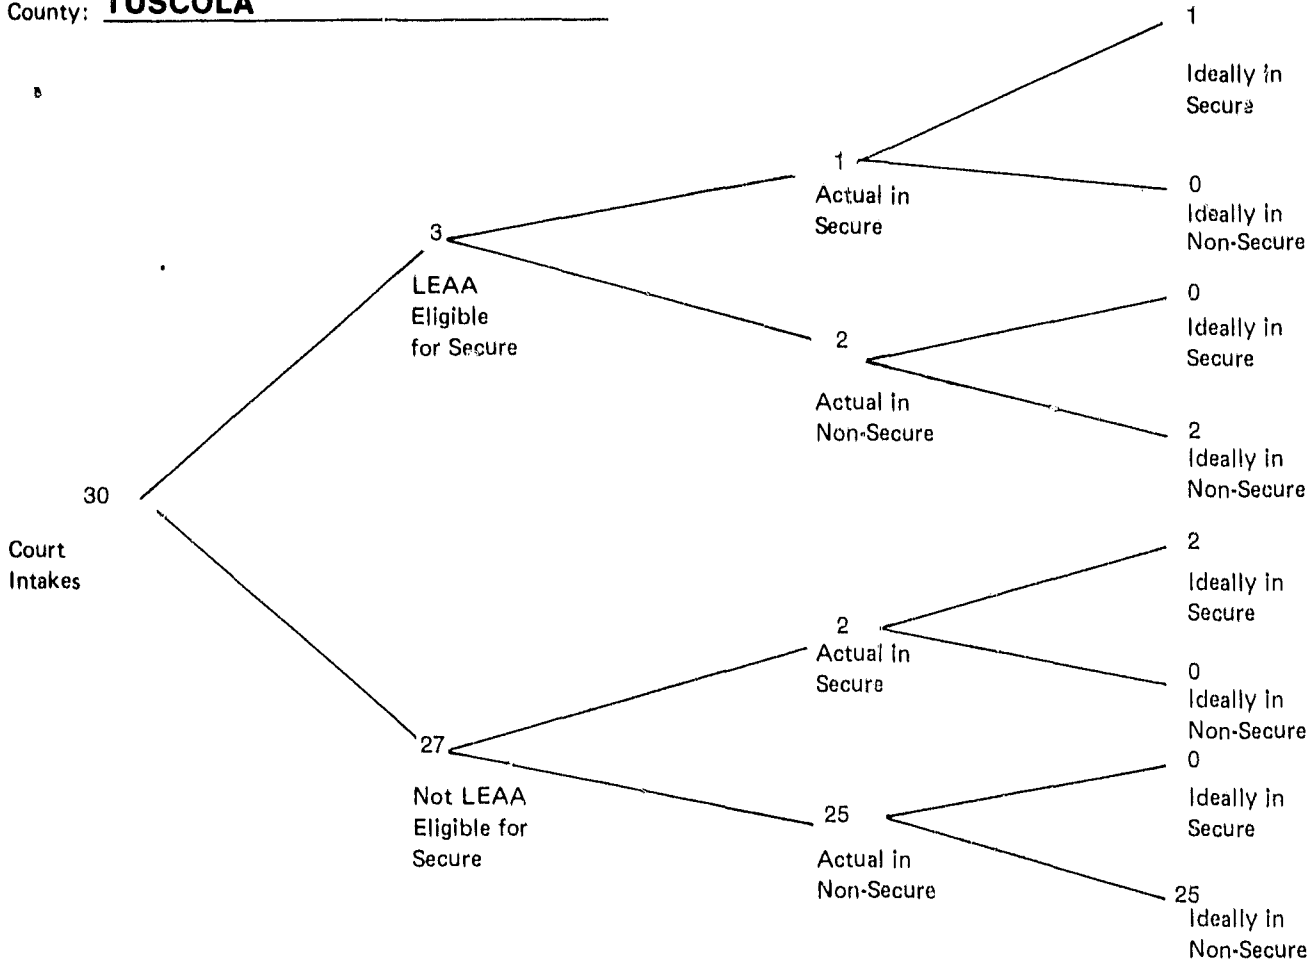 County: TUSCOLA
1
Ideally in
Secure
1
Actual in
Secure
0
Ideally in
Non-Secure
3
LEAA
Eligible
for Secure
0
Ideally in
Secure
2
Actual in
Non-Secure
2
Ideally in
Non-Secure
30
Court
Intakes
2
Ideally in
Secure
2
Actual in
Secure
0
Ideally in
Non-Secure
27
Not LEAA
Eligible for
Secure
0
Ideally in
Secure
25
Actual in
Non-Secure
25
Ideally in
Non-Secure